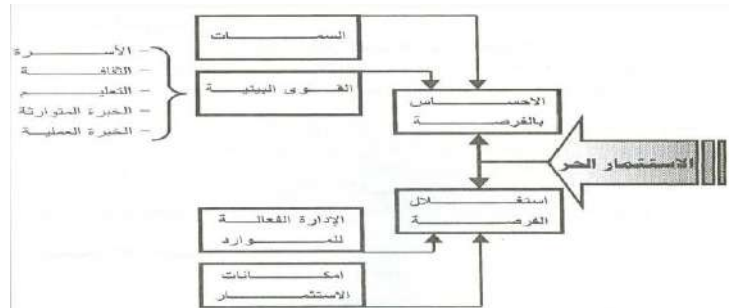 السمات
القوى البيئية
– الأسرة
– الثقافة
– التعليم
– الخبرة المتوارثة
– الخبرة العملية
الاحساس
بالفرصة
الاستثمار الحر
استغلال
الفرصة
الإدارة الفعالة
للموارد
امكانات
الاستثمار